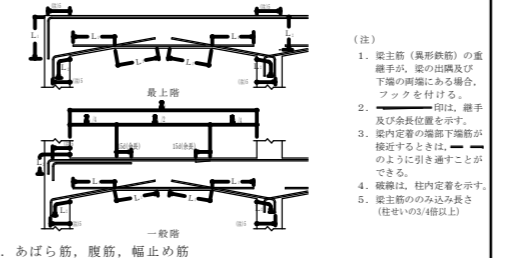 最上階
15d(余長)
15d(余長)
一般階
(注)
1. 梁主筋(異形鉄筋)の重
継手が、梁の出隅及び
下端の両端にある場合、
フックを付ける。
2. 印は、継手
及び余長位置を示す。
3. 梁内定着の端部下端筋が
接近するときは、
のように引き通すことが
できる。
4. 破線は、柱内定着を示す。
5. 梁主筋ののみ込み長さ
(柱せいの3/4倍以上)
. あばら筋, 腹筋, 幅止め筋